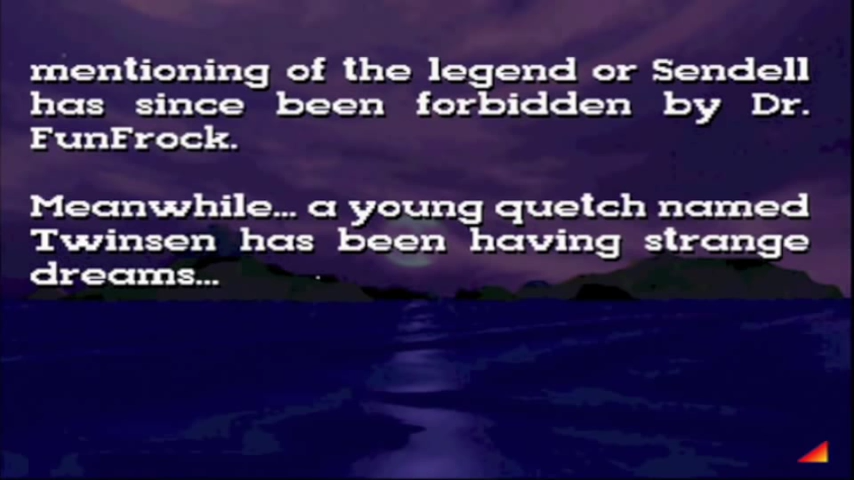 mentioning of the legend or Sendell
has since been forbidden by Dr.
FunFrock.
Meanwhile... a young quetch named
Twinsen has been having strange
dreams...